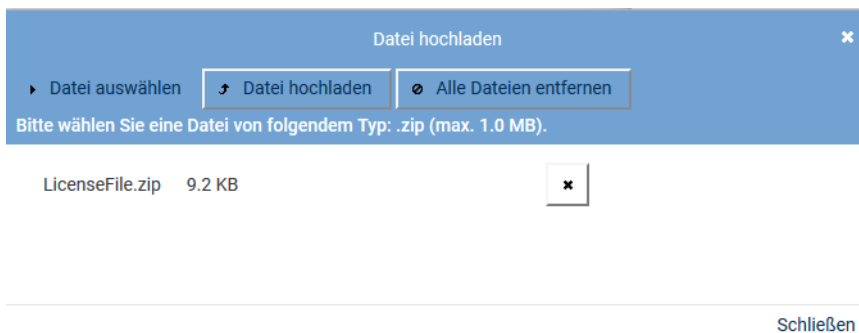 Datei hochladen
Datei auswählen Datei hochladen Alle Dateien entfernen
Bitte wählen Sie eine Datei von folgendem Typ: .zip (max. 1.0 MB).
LicenseFile.zip 9.2 KB
Schließen